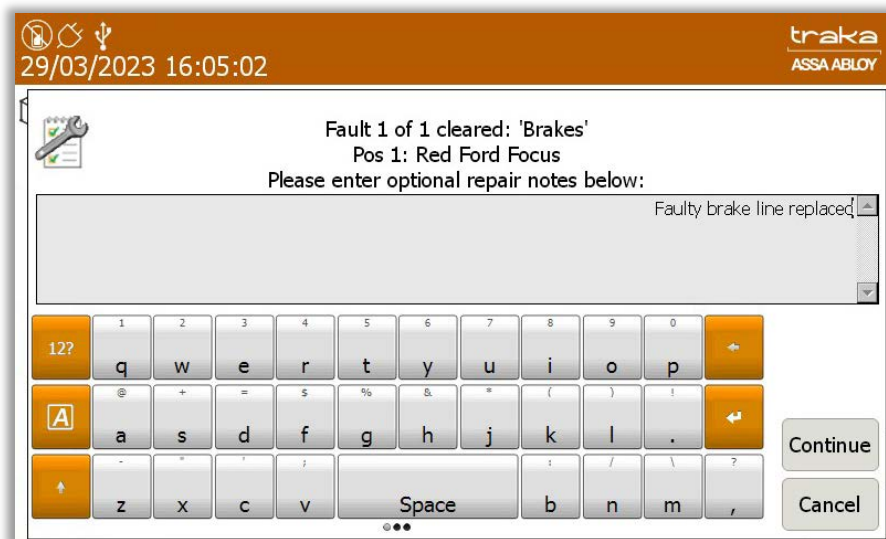 traka
29/03/2023 16:05:02
ASSA ABLOY
Fault 1 of 1 cleared: 'Brakes'
Pos 1: Red Ford Focus
Please enter optional repair notes below:
Faulty brake line replaced
1 2 3 4 5 6 7 8 9 0
12? q w e r t y u i o p
@ + = $ % & * ( ) !
A a s d f g h j k l .
- " ' ; : / \ ?
z x c v Space b n m ,
Continue
Cancel